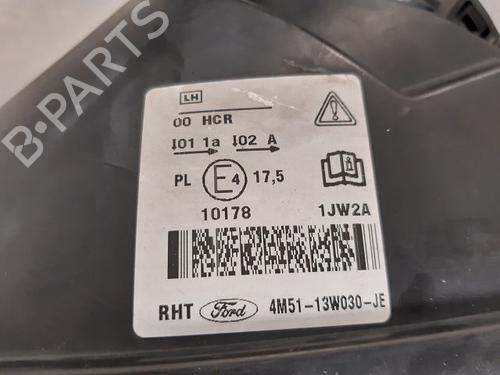 B-PARTS
LH
00 HCR
I01 1a I02 A
PL E4 17,5
10178 1JW2A
RHT Ford 4M51-13W030-JE